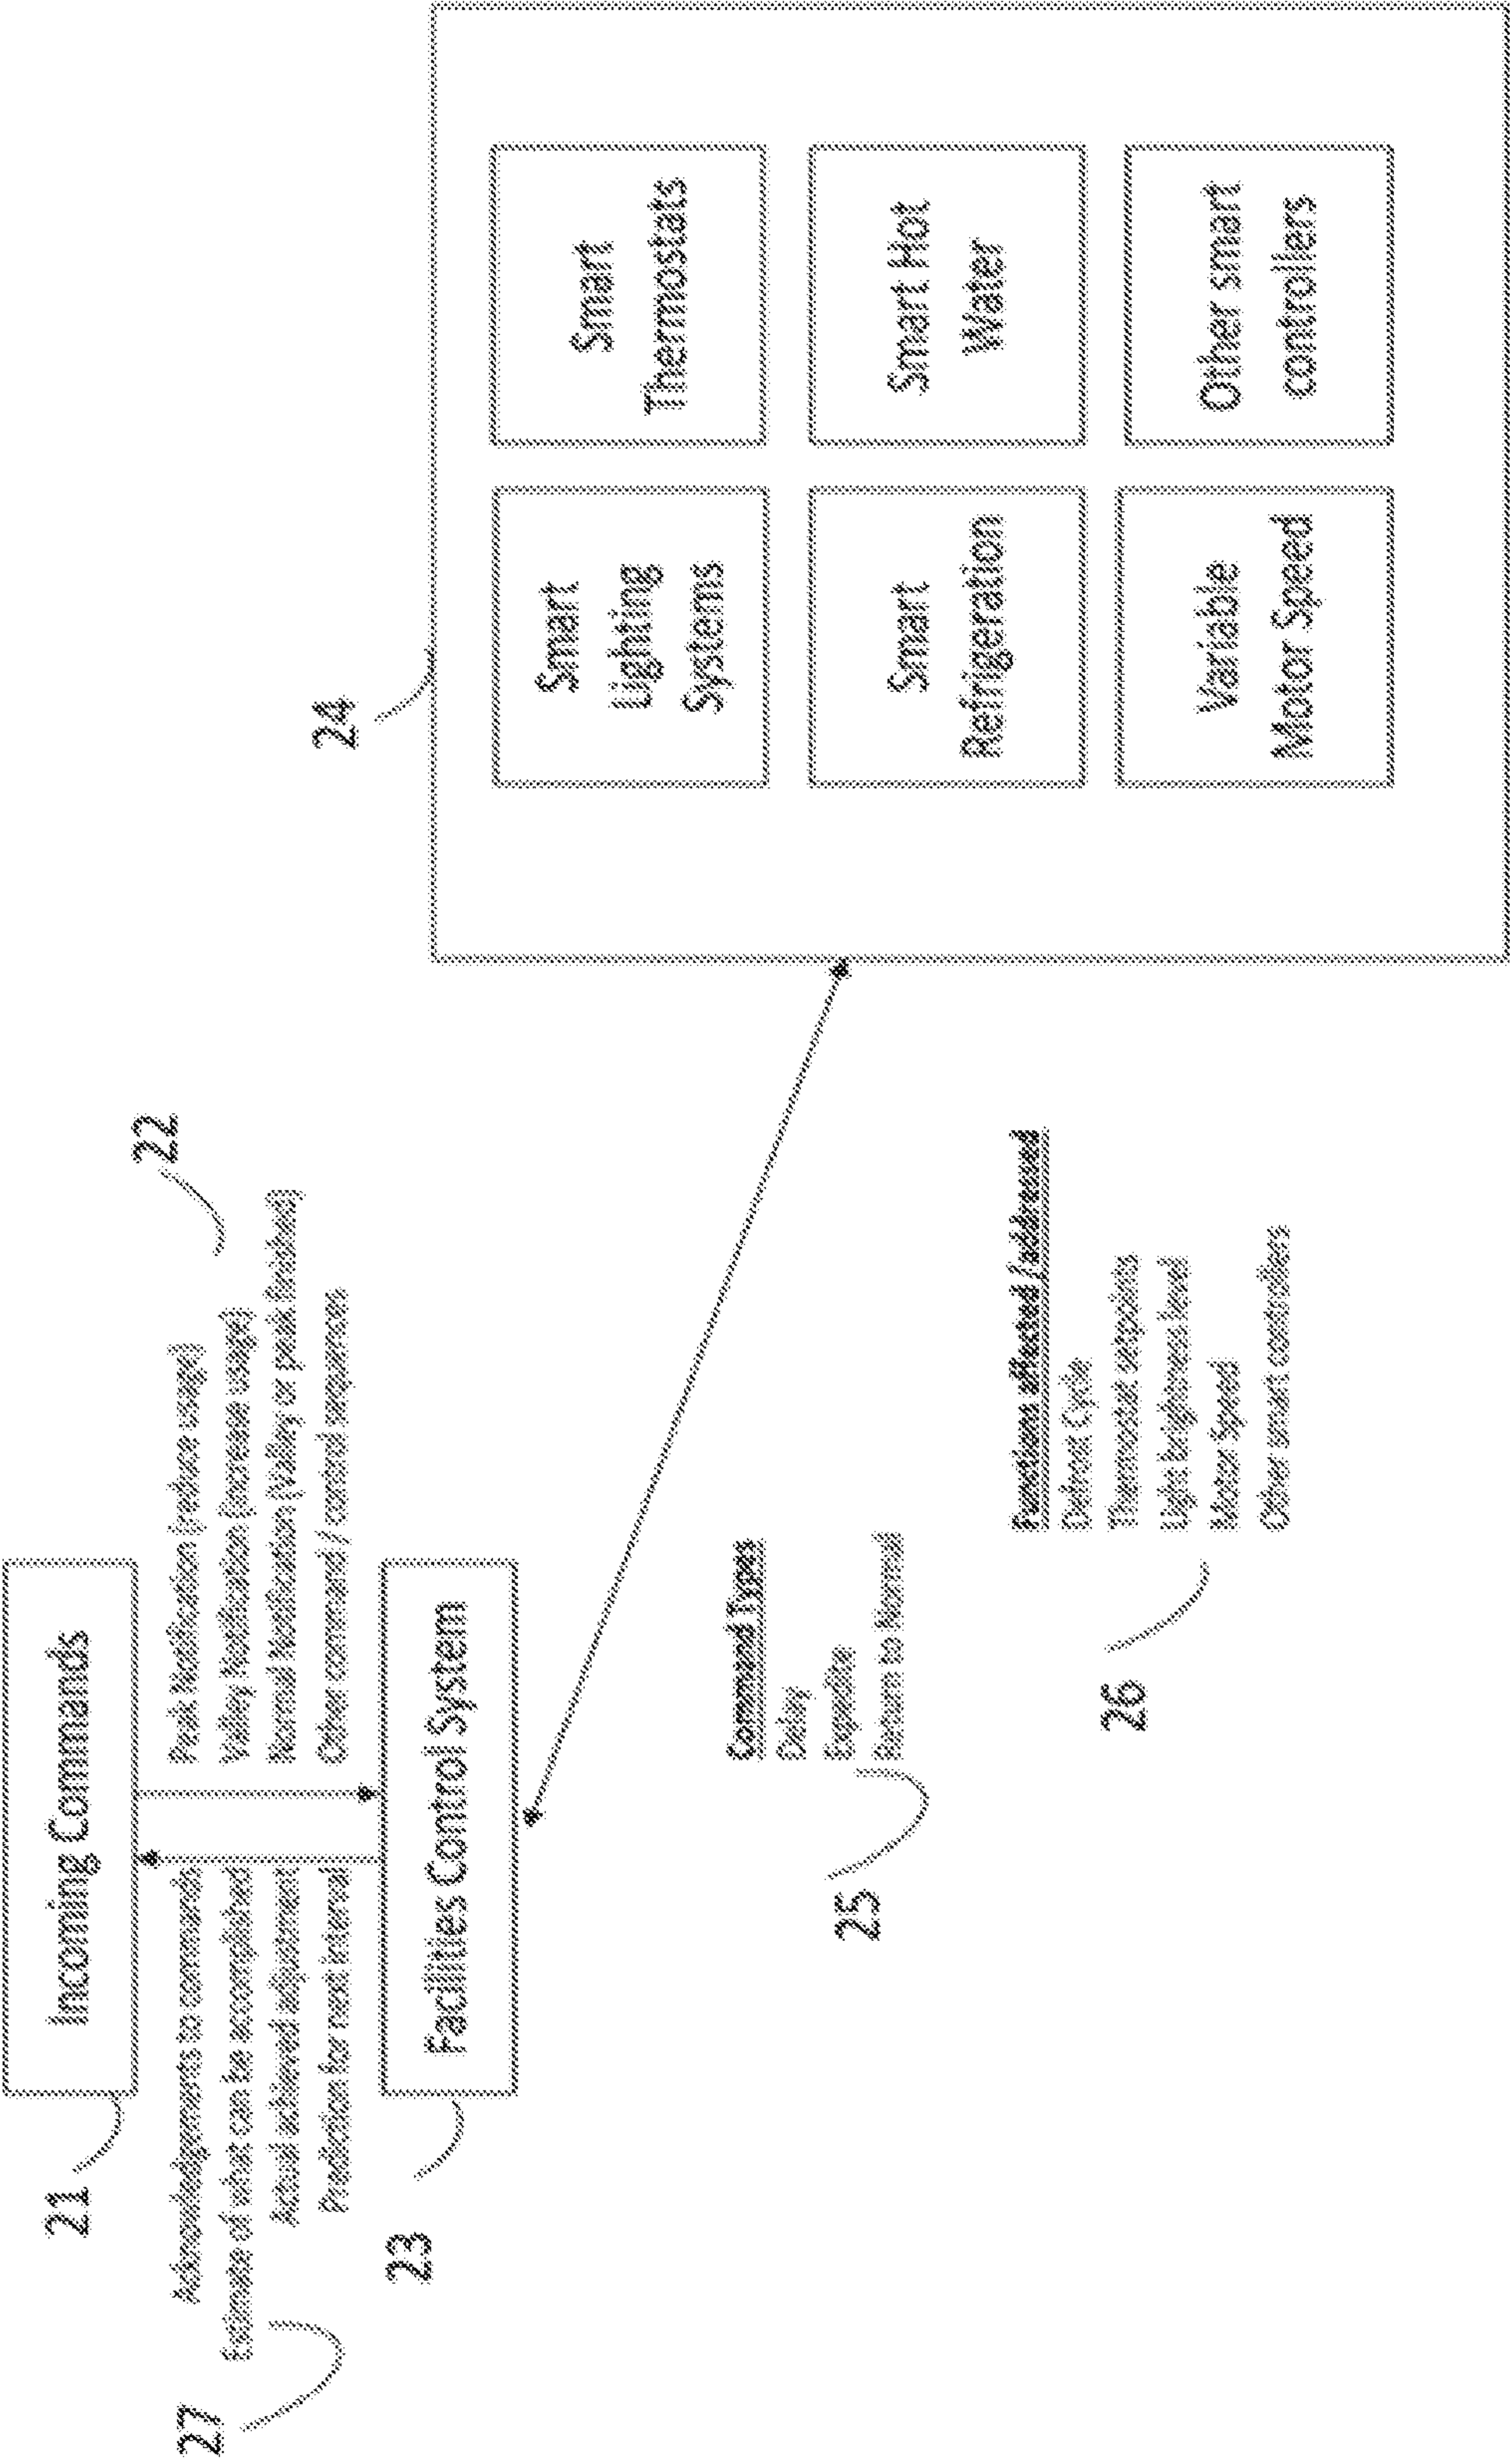 21
Incoming Commands
27
Acknowledgements to commands
Estimate of what can be accomplished
Actual achieved adjustment
Prediction for next interval
Peak Notification (reduce usage)
Valley Notification (increase usage)
Normal Notification (Valley or peak finished)
Other command / control sequences
22
23
Facilities Control System
24
Smart
Lighting
Systems
Smart
Thermostats
Smart
Refrigeration
Smart Hot
Water
Variable
Motor Speed
Other smart
controllers
25
Command Types
Delay
Expedite
Return to Normal
26
Functions affected / addressed
Defrost Cycle
Thermostat setpoints
Light brightness level
Motor Speed
Other smart controllers